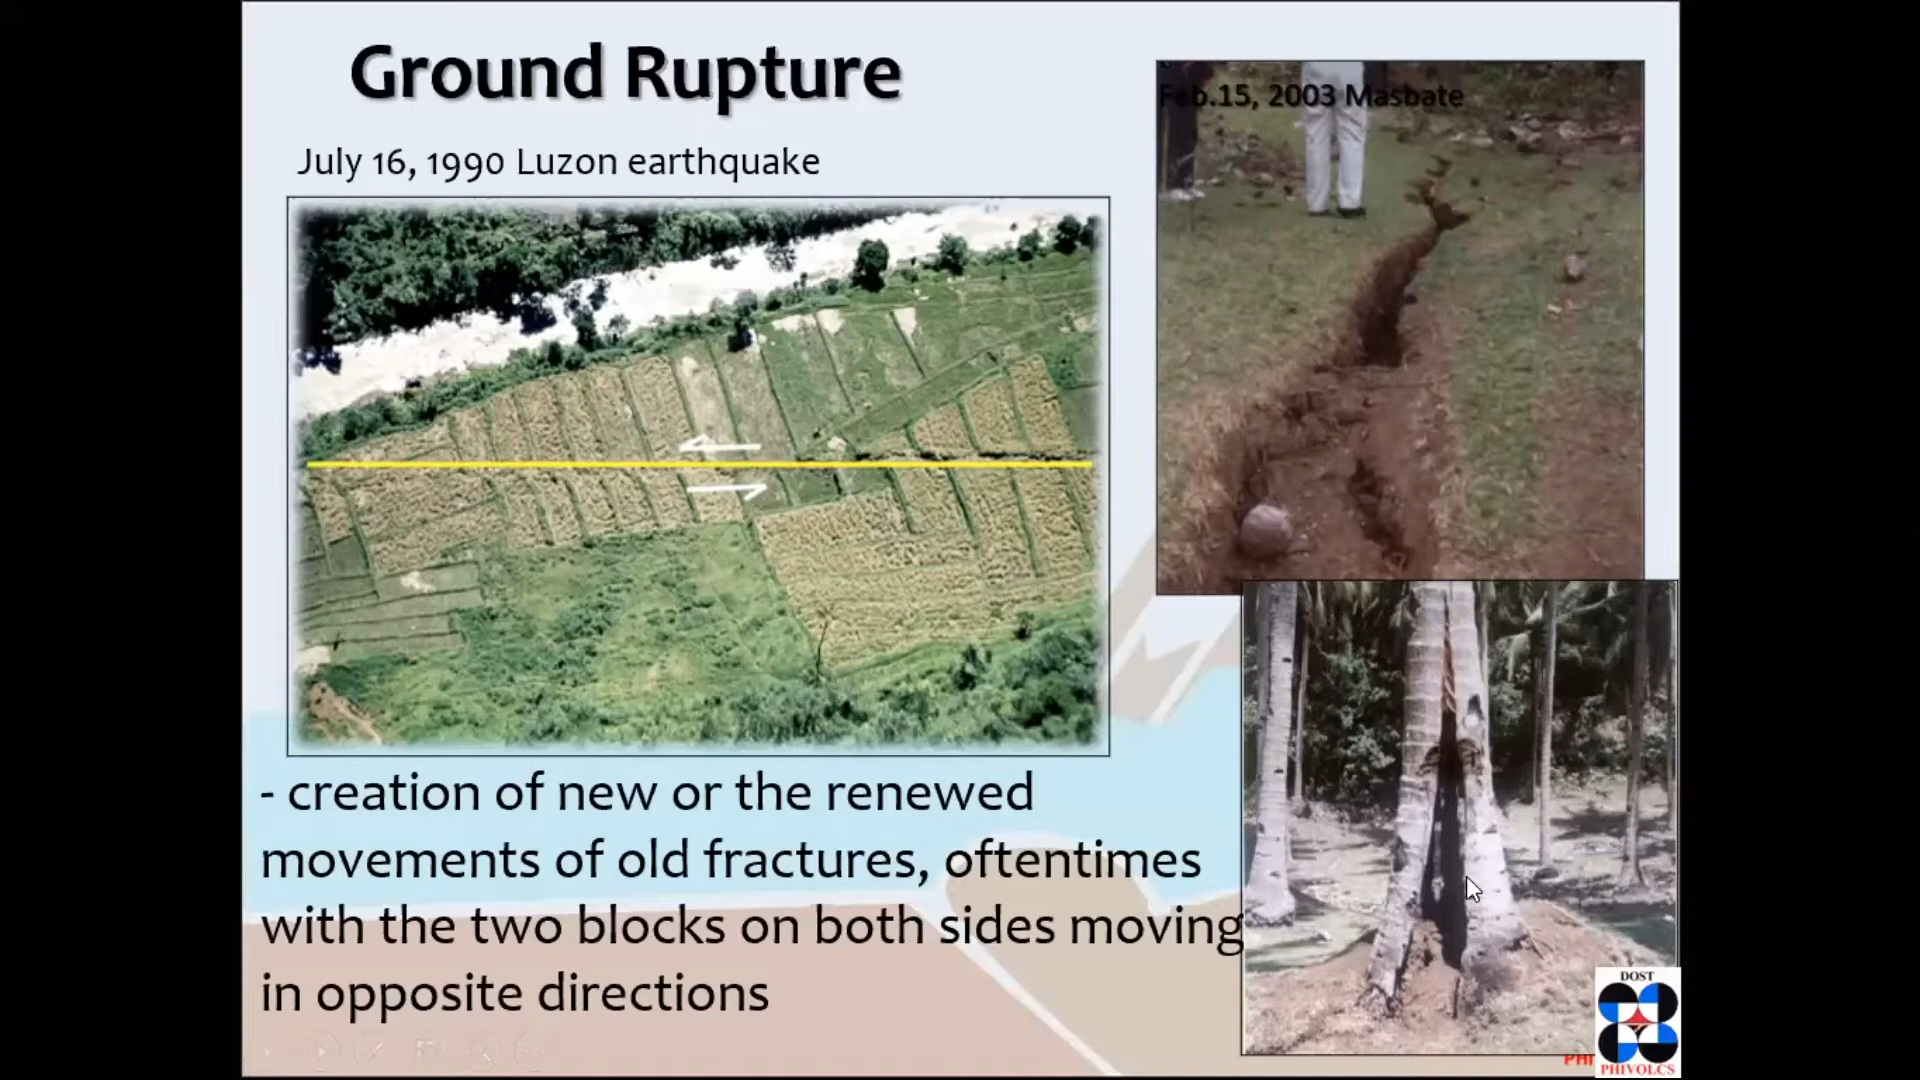 Ground Rupture
July 16, 1990 Luzon earthquake
Feb.15, 2003 Masbate
- creation of new or the renewed
movements of old fractures, oftentimes
with the two blocks on both sides moving
in opposite directions
DOST
PHI
PHIVOLCS